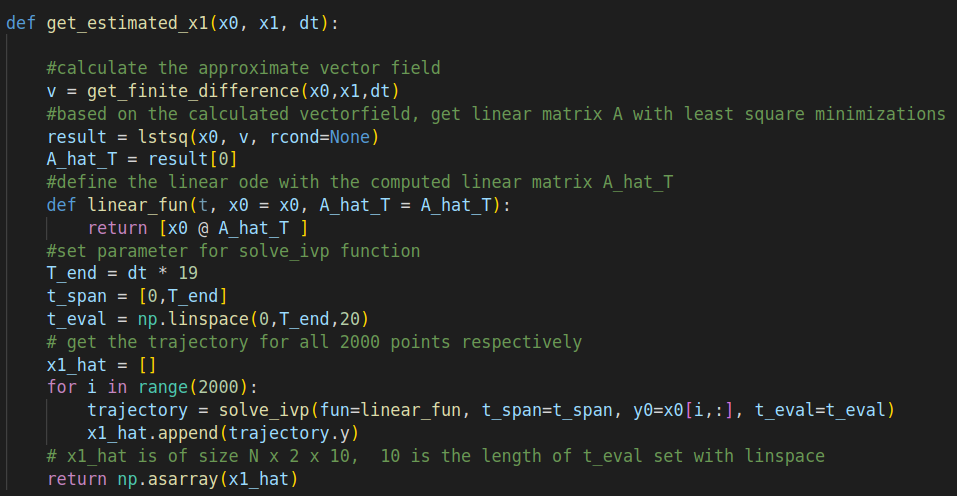 def get_estimated_x1(x0, x1, dt):
#calculate the approximate vector field
v = get_finite_difference(x0,x1,dt)
#based on the calculated vectorfield, get linear matrix A with least square minimizations
result = lstsq(x0, v, rcond=None)
A_hat_T = result[0]
#define the linear ode with the computed linear matrix A_hat_T
def linear_fun(t, x0 = x0, A_hat_T = A_hat_T):
return [x0 @ A_hat_T ]
#set parameter for solve_ivp function
T_end = dt * 19
t_span = [0,T_end]
t_eval = np.linspace(0,T_end,20)
# get the trajectory for all 2000 points respectively
x1_hat = []
for i in range(2000):
trajectory = solve_ivp(fun=linear_fun, t_span=t_span, y0=x0[i,:], t_eval=t_eval)
x1_hat.append(trajectory.y)
# x1_hat is of size N x 2 x 10,  10 is the length of t_eval set with linspace
return np.asarray(x1_hat)